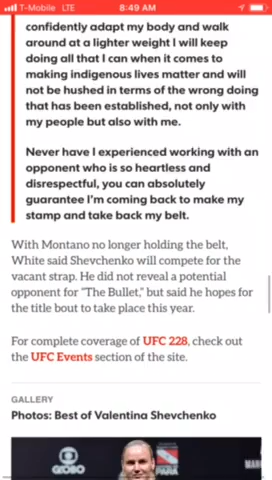 T-Mobile LTE 8:49 AM
confidently adapt my body and walk
around at a lighter weight I will keep
doing all that I can when it comes to
making indigenous lives matter and will
not be hushed in terms of the wrong doing
that has been established, not only with
my people but also with me.
Never have I experienced working with an
opponent who is so heartless and
disrespectful, you can absolutely
guarantee I'm coming back to make my
stamp and take back my belt.
With Montano no longer holding the belt,
White said Shevchenko will compete for the
vacant strap. He did not reveal a potential
opponent for "The Bullet," but said he hopes for
the title bout to take place this year.
For complete coverage of UFC 228, check out
the UFC Events section of the site.
GALLERY
Photos: Best of Valentina Shevchenko
GLOBO
PARÁ